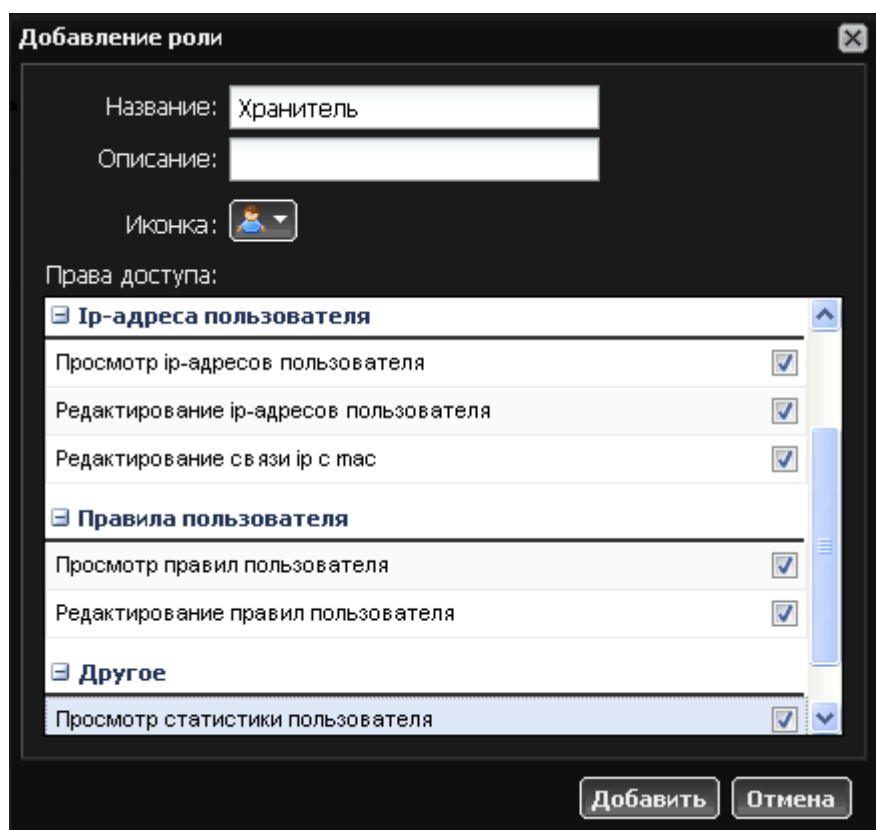 Добавление роли
Название: Хранитель
Описание:
Иконка:
Права доступа:
Ip-адреса пользователя
Просмотр ip-адресов пользователя
Редактирование ip-адресов пользователя
Редактирование связи ip с mac
Правила пользователя
Просмотр правил пользователя
Редактирование правил пользователя
Другое
Просмотр статистики пользователя
Добавить Отмена